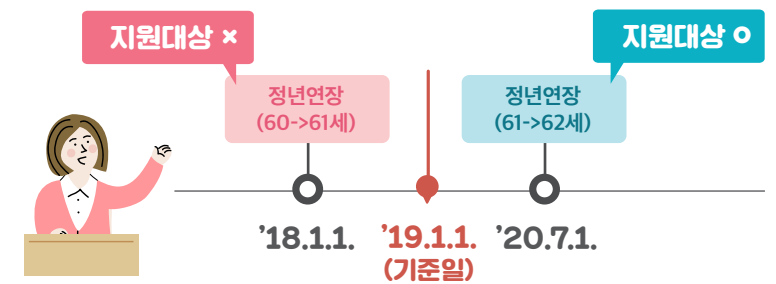 지원대상 ×
지원대상 O
정년연장
(60->61세)
정년연장
(61->62세)
’18.1.1.
’19.1.1.
(기준일)
’20.7.1.